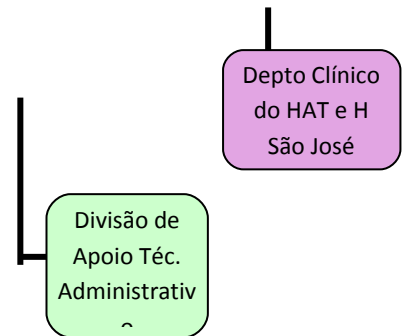 Depto Clínico
do HAT e H
São José
Divisão de
Apoio Téc.
Administrativ